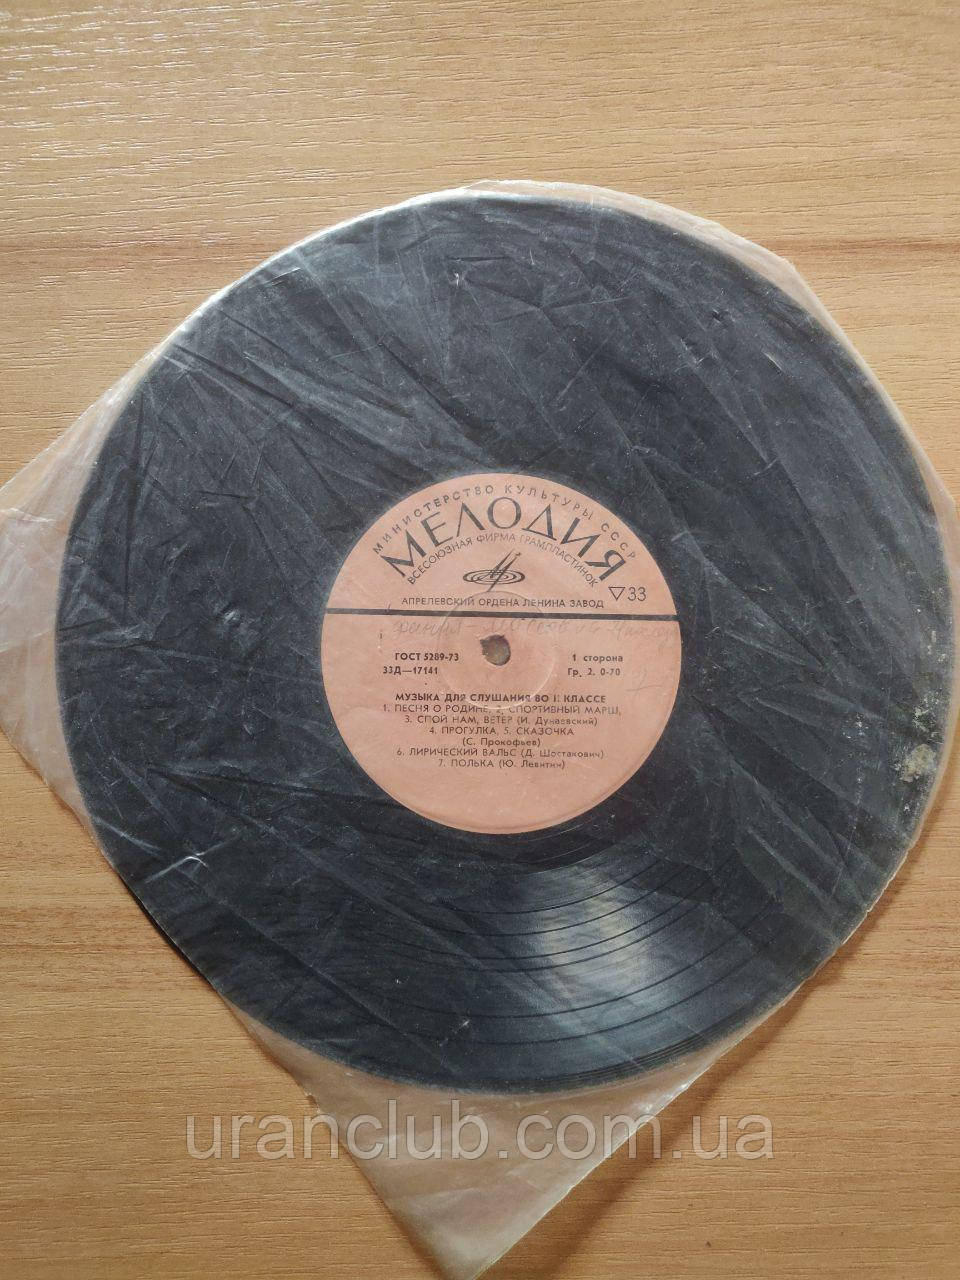 МИНИСТЕРСТВО КУЛЬТУРЫ СССР
МЕЛОДИЯ
ВСЕСОЮЗНАЯ ФИРМА ГРАМПЛАСТИНОК
АПРЕЛЕВСКИЙ ОРДЕНА ЛЕНИНА ЗАВОД ▽33
ГОСТ 5289-73 1 сторона
33Д—17141 Гр. 2. 0-70
МУЗЫКА ДЛЯ СЛУШАНИЯ ВО II КЛАССЕ
1. ПЕСНЯ О РОДИНЕ, 2. СПОРТИВНЫЙ МАРШ,
3. СПОЙ НАМ, ВЕТЕР (И. Дунаевский)
4. ПРОГУЛКА, 5. СКАЗОЧКА
(С. Прокофьев)
6. ЛИРИЧЕСКИЙ ВАЛЬС (Д. Шостакович)
7. ПОЛЬКА (Ю. Левитин)
uranclub.com.ua